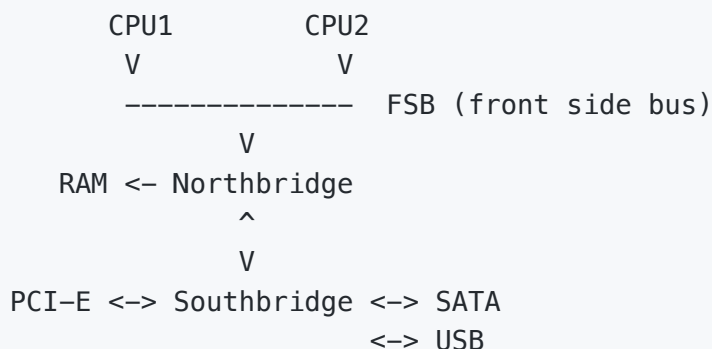 CPU1 CPU2
V V
-------------- FSB (front side bus)
V
RAM <- Northbridge
^
V
PCI-E <-> Southbridge <-> SATA
<-> USB